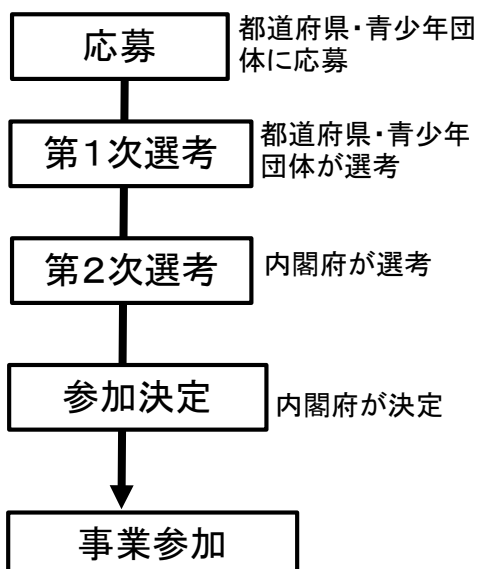 応募
都道府県・青少年団
体に応募
第１次選考
都道府県・青少年
団体が選考
第２次選考
内閣府が選考
参加決定
内閣府が決定
事業参加